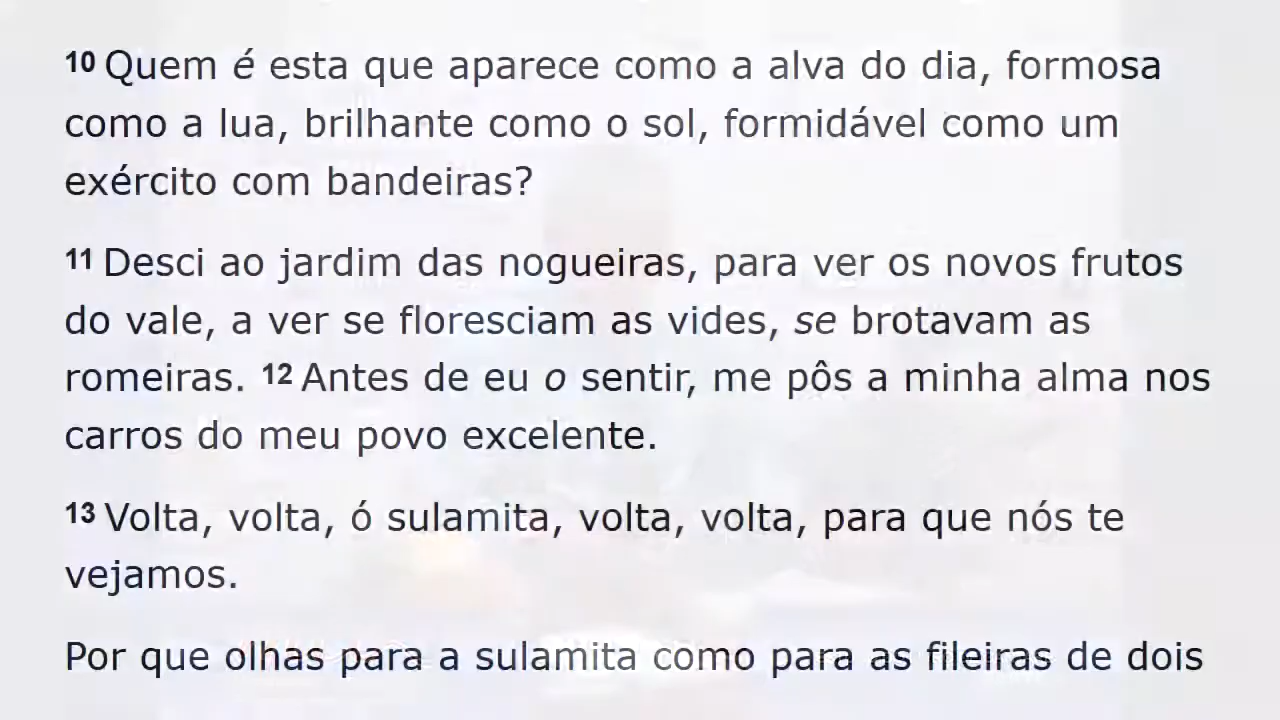 10 Quem é esta que aparece como a alva do dia, formosa
como a lua, brilhante como o sol, formidável como um
exército com bandeiras?
11 Desci ao jardim das nogueiras, para ver os novos frutos
do vale, a ver se floresciam as vides, se brotavam as
romeiras. 12 Antes de eu o sentir, me pôs a minha alma nos
carros do meu povo excelente.
13 Volta, volta, ó sulamita, volta, volta, para que nós te
vejamos.
Por que olhas para a sulamita como para as fileiras de dois